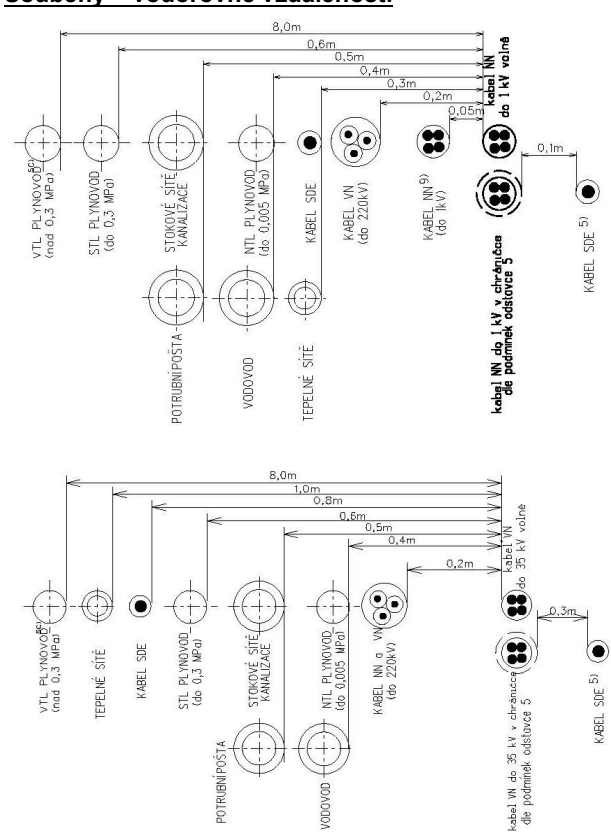 Souběhy – vodorovné vzdálenosti
8,0m
0,6m
0.5m
0,4m
0,3m
0,2m
0,05m
0,1m
kabel NN
do 1 kV volně
VTL PLYNOVOD 5c)
(nad 0.3 MPa)
STL PLYNOVOD
(do 0,3 MPa)
STOKOVÉ SÍTĚ
KANALIZACE
NTL PLYNOVOD
(do 0,005 MPa)
KABEL SDE
KABEL VN
(do 220kV)
KABEL NN 9)
(do 1kV)
KABEL SDE 5)
POTRUBNÍPOŠTA
VODOVOD
TEPELNÉ SÍTĚ
kabel NN do 1 kV v chráničce
dle podmínek odstavce 5
8,0m
1,0m
0,8m
0,6m
0,5m
0,4m
0,2m
0,3m
kabel VN
do 35 kV volně
VTL PLYNOVOD 5c)
(nad 0.3 MPa)
TEPELNÉ SÍTĚ
KABEL SDE
STL PLYNOVOD
(do 0,3 MPa)
STOKOVÉ SÍTĚ
KANALIZACE
NTL PLYNOVOD
(do 0,005 MPa)
KABEL NN a VN
(do 220kV)
KABEL SDE 5)
POTRUBNÍPOŠTA
VODOVOD
kabel VN do 35 kV v chráničce
dle podmínek odstavce 5